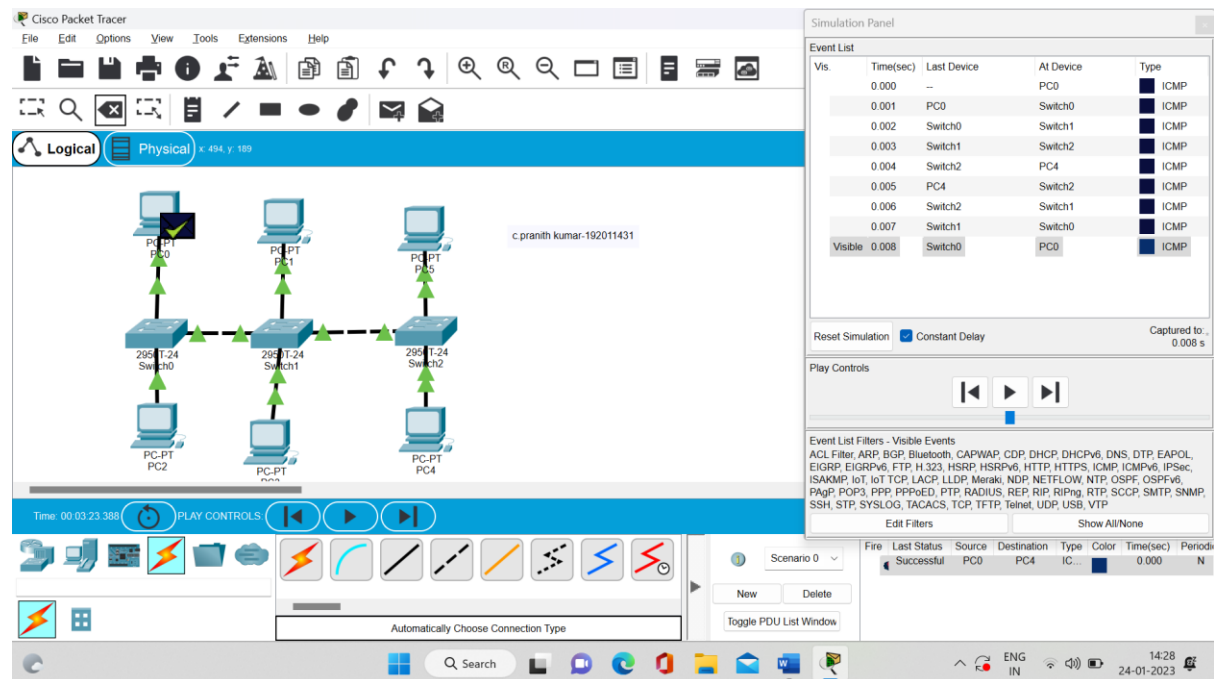 Cisco Packet Tracer
File Edit Options View Tools Extensions Help
Logical
Physical x: 494, y: 189
c.pranith kumar-192011431
PC-PT
PC0
PC-PT
PC1
PC-PT
PC5
2950T-24
Switch0
2950T-24
Switch1
2950T-24
Switch2
PC-PT
PC2
PC-PT
PC-PT
PC4
Time: 00:03:23.388 PLAY CONTROLS:
Automatically Choose Connection Type
Simulation Panel
Event List
Vis. Time(sec) Last Device At Device Type
0.000 -- PC0 ICMP
0.001 PC0 Switch0 ICMP
0.002 Switch0 Switch1 ICMP
0.003 Switch1 Switch2 ICMP
0.004 Switch2 PC4 ICMP
0.005 PC4 Switch2 ICMP
0.006 Switch2 Switch1 ICMP
0.007 Switch1 Switch0 ICMP
Visible 0.008 Switch0 PC0 ICMP
Reset Simulation Constant Delay
Captured to:
0.008 s
Play Controls
Event List Filters - Visible Events
ACL Filter, ARP, BGP, Bluetooth, CAPWAP, CDP, DHCP, DHCPv6, DNS, DTP, EAPOL,
EIGRP, EIGRPv6, FTP, H.323, HSRP, HSRPv6, HTTP, HTTPS, ICMP, ICMPv6, IPSec,
ISAKMP, IoT, IoT TCP, LACP, LLDP, Meraki, NDP, NETFLOW, NTP, OSPF, OSPFv6,
PAgP, POP3, PPP, PPPoED, PTP, RADIUS, REP, RIP, RIPng, RTP, SCCP, SMTP, SNMP,
SSH, STP, SYSLOG, TACACS, TCP, TFTP, Telnet, UDP, USB, VTP
Edit Filters Show All/None
Scenario 0
New Delete
Toggle PDU List Window
Fire Last Status Source Destination Type Color Time(sec) Periodi
Successful PC0 PC4 IC... 0.000 N
Search
ENG
IN
14:28
24-01-2023